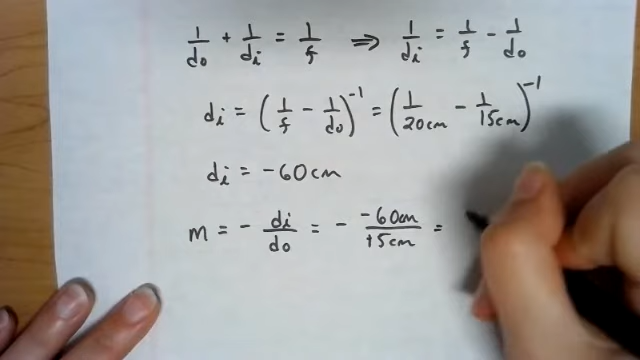 1/do + 1/di = 1/f ⇒ 1/di = 1/f - 1/do
di = (1/f - 1/do)^-1 = (1/20cm - 1/15cm)^-1
di = -60cm
m = - di/do = - -60cm/15cm =